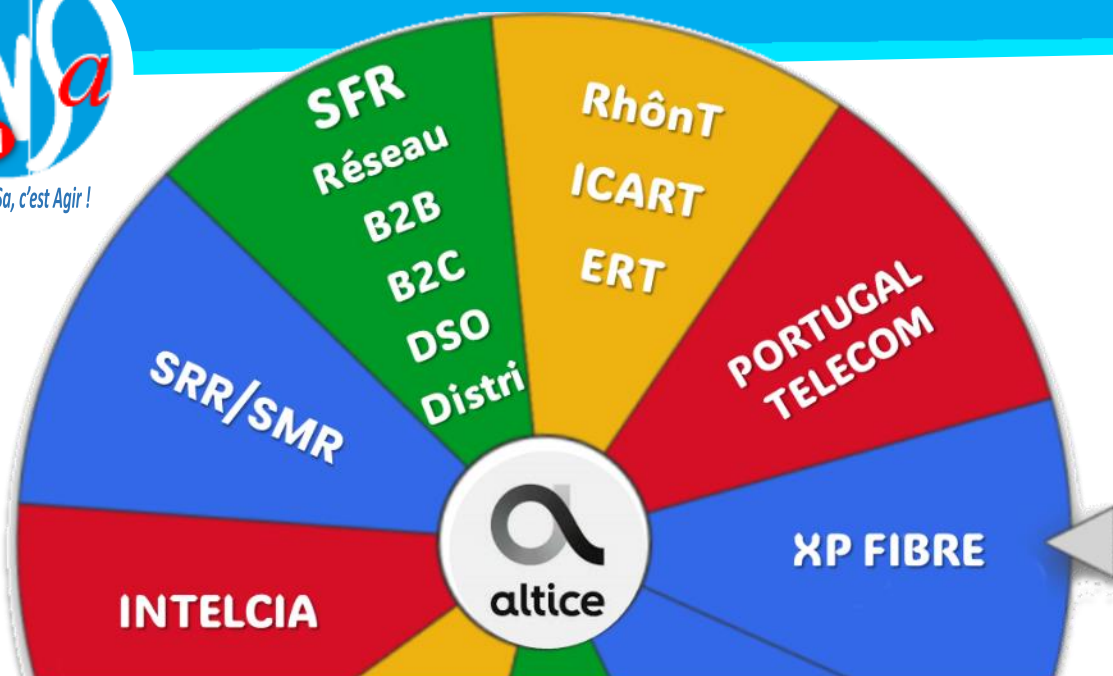 Sa, c'est Agir !
SFR
Réseau
B2B
B2C
DSO
Distri
RhônT
ICART
ERT
PORTUGAL
TELECOM
SRR/SMR
XP FIBRE
INTELCIA
altice